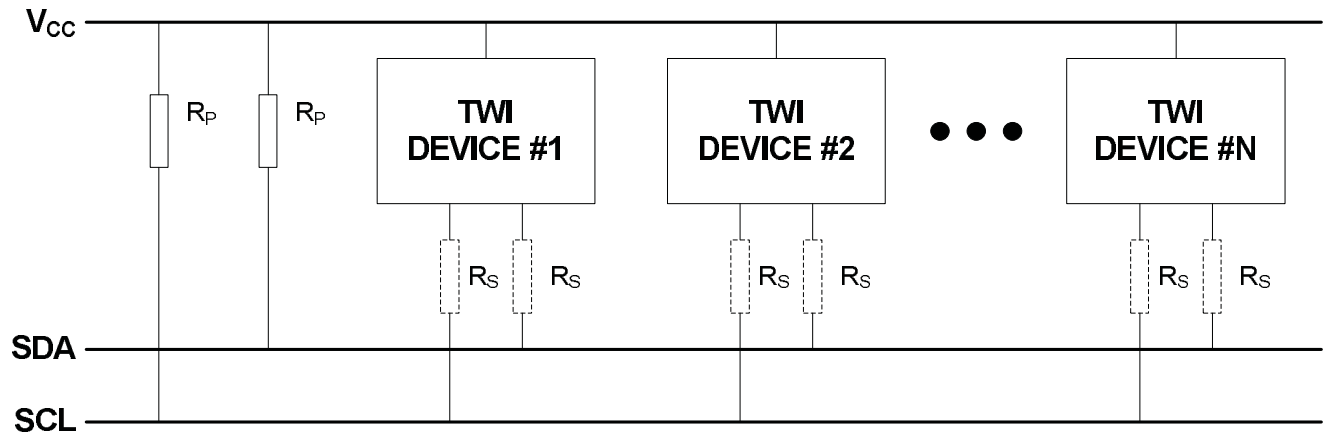 VCC
RP
RP
TWI
DEVICE #1
TWI
DEVICE #2
TWI
DEVICE #N
RS
RS
RS
RS
RS
RS
SDA
SCL